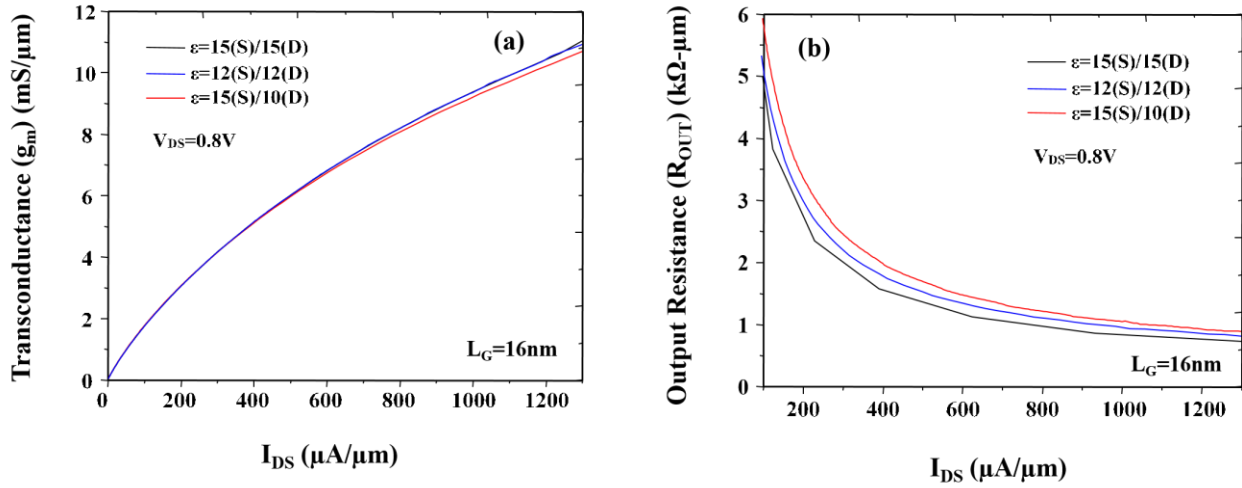 12
10
8
6
4
2
0
Transconductance (gm) (mS/μm)
(a)
ε=15(S)/15(D)
ε=12(S)/12(D)
ε=15(S)/10(D)
VDS=0.8V
LG=16nm
0 200 400 600 800 1000 1200
IDS (μA/μm)
6
5
4
3
2
1
0
Output Resistance (ROUT) (kΩ-μm)
(b)
ε=15(S)/15(D)
ε=12(S)/12(D)
ε=15(S)/10(D)
VDS=0.8V
LG=16nm
200 400 600 800 1000 1200
IDS (μA/μm)